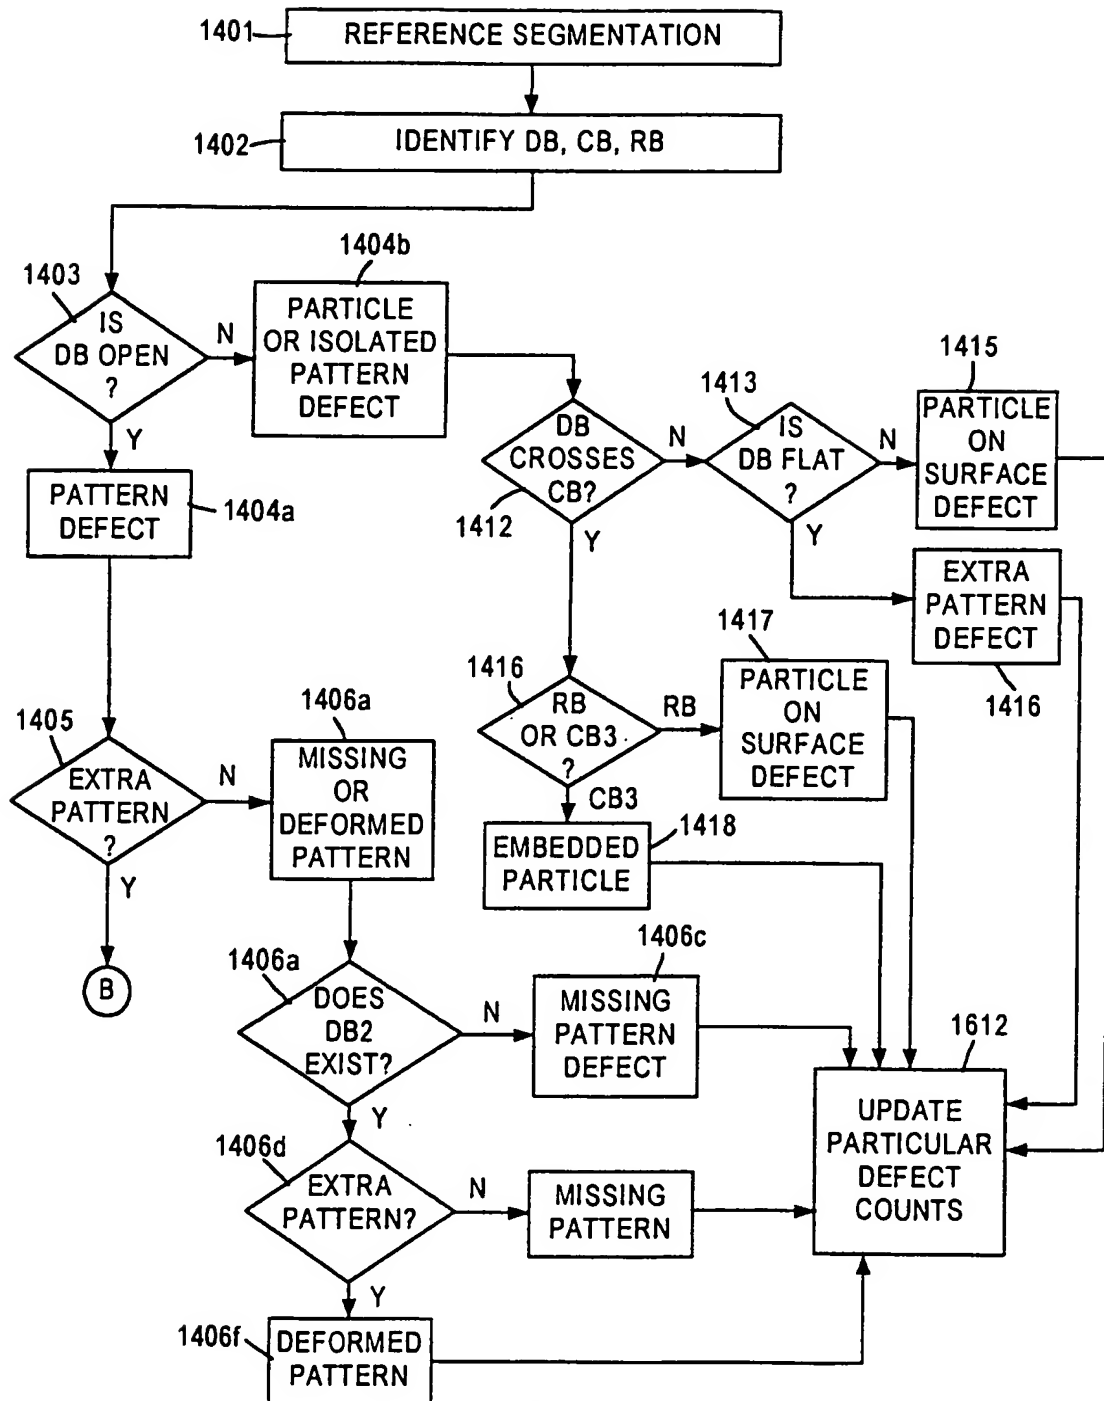 1401
REFERENCE SEGMENTATION
1402
IDENTIFY DB, CB, RB
1403
IS
DB OPEN
?
N
Y
1404b
PARTICLE
OR ISOLATED
PATTERN
DEFECT
PATTERN
DEFECT
1404a
DB
CROSSES
CB?
1412
N
Y
1413
IS
DB FLAT
?
N
Y
1415
PARTICLE
ON
SURFACE
DEFECT
EXTRA
PATTERN
DEFECT
1416
1416
RB
OR CB3
?
RB
CB3
1417
PARTICLE
ON
SURFACE
DEFECT
1418
EMBEDDED
PARTICLE
1405
EXTRA
PATTERN
?
N
Y
B
1406a
MISSING
OR
DEFORMED
PATTERN
1406a
DOES
DB2
EXIST?
N
Y
1406c
MISSING
PATTERN
DEFECT
1406d
EXTRA
PATTERN?
N
Y
MISSING
PATTERN
1406f
DEFORMED
PATTERN
1612
UPDATE
PARTICULAR
DEFECT
COUNTS